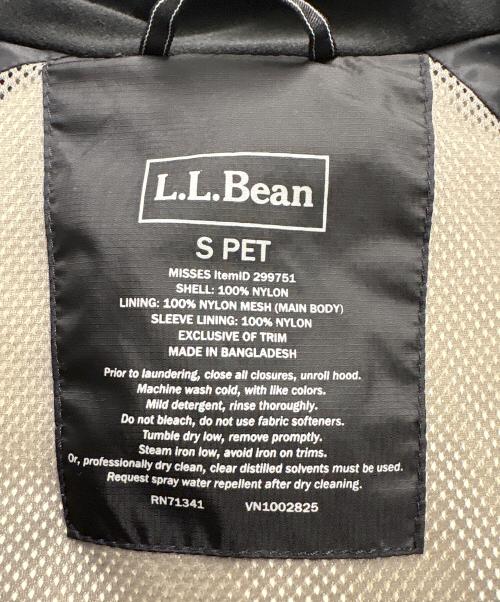 L.L.Bean
S PET
MISSES ItemID 299751
SHELL: 100% NYLON
LINING: 100% NYLON MESH (MAIN BODY)
SLEEVE LINING: 100% NYLON
EXCLUSIVE OF TRIM
MADE IN BANGLADESH
Prior to laundering, close all closures, unroll hood.
Machine wash cold, with like colors.
Mild detergent, rinse thoroughly.
Do not bleach, do not use fabric softeners.
Tumble dry low, remove promptly.
Steam iron low, avoid iron on trims.
Or, professionally dry clean, clear distilled solvents must be used.
Request spray water repellent after dry cleaning.
RN71341 VN1002825